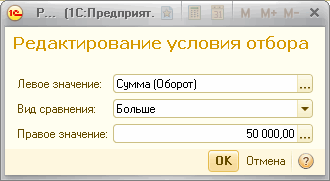 Р... (1С:Предприят. M M+ M-
Редактирование условия отбора
Левое значение: Сумма (Оборот) ...
Вид сравнения: Больше
Правое значение: 50 000,00 ...
OK Отмена ?